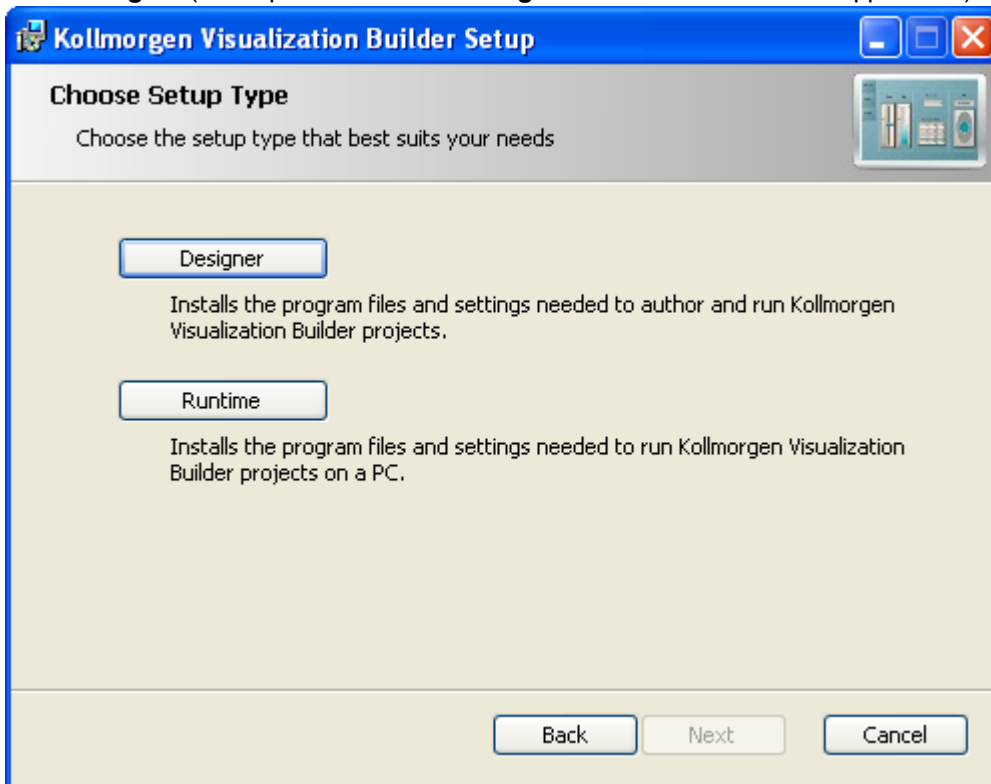 Kollmorgen Visualization Builder Setup
Choose Setup Type
Choose the setup type that best suits your needs
Designer
Installs the program files and settings needed to author and run Kollmorgen
Visualization Builder projects.
Runtime
Installs the program files and settings needed to run Kollmorgen Visualization
Builder projects on a PC.
Back Next Cancel